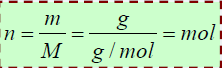 n = m/M = g/(g/mol) = mol